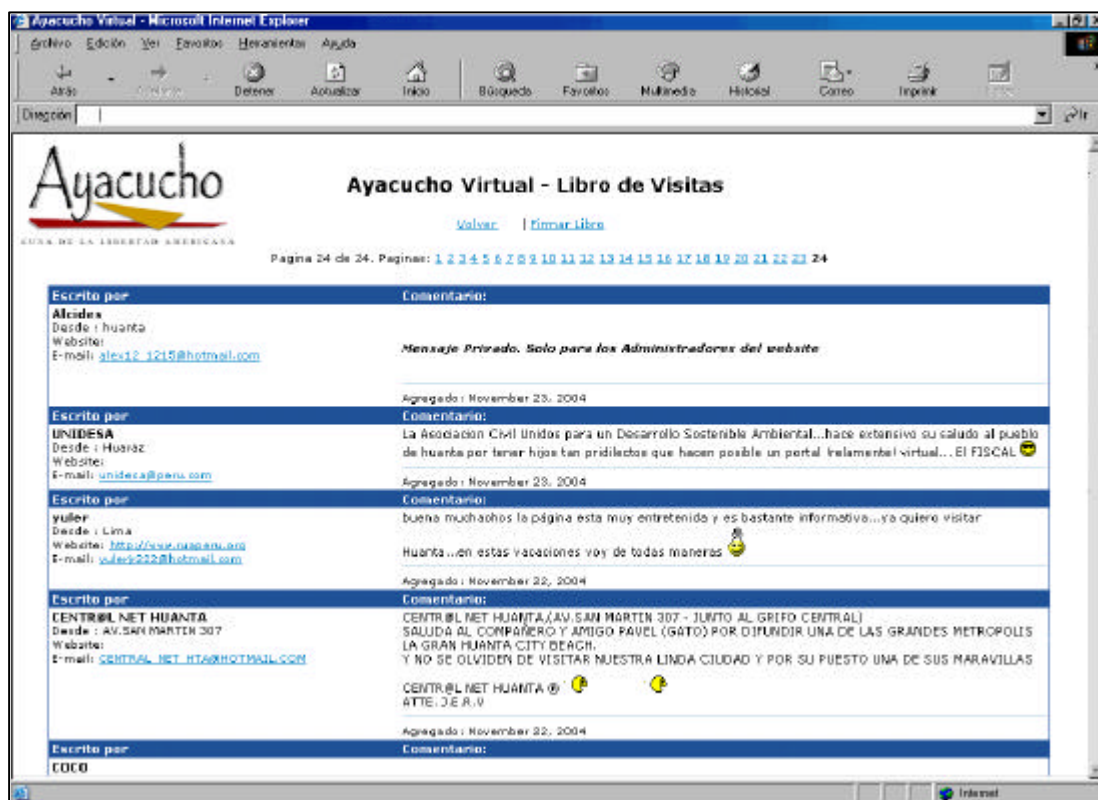 Ayacucho Virtual - Microsoft Internet Explorer
Archivo Edición Ver Favoritos Herramientas Ayuda
Atrás Detener Actualizar Inicio Búsqueda Favoritos Multimedia Historial Correo Imprimir
Dirección Ir
Ayacucho
CUNA DE LA LIBERTAD AMERICANA
Ayacucho Virtual - Libro de Visitas
Volver | Firmar Libro
Pagina 24 de 24. Paginas: 1 2 3 4 5 6 7 8 9 10 11 12 13 14 15 16 17 18 19 20 21 22 23 24
Escrito por Comentario:
Alcides
Desde : huanta
Website:
E-mail: alex12_1215@hotmail.com
Mensaje Privado. Solo para los Administradores del website
Agregado: November 23, 2004
Escrito por Comentario:
UNIDESA
Desde : Huaraz
Website:
E-mail: unidesa@peru.com
La Asociacion Civil Unidos para un Desarrollo Sostenible Ambiental...hace extensivo su saludo al pueblo
de huanta por tener hijos tan pridilectos que hacen posible un portal (relamente) virtual... El FISCAL
Agregado: November 23, 2004
Escrito por Comentario:
yuler
Desde : Lima
Website:
E-mail:
buena muchachos la página esta muy entretenida y es bastante informativa...ya quiero visitar
Huanta...en estas vacaciones voy de todas maneras
Agregado: November 22, 2004
Escrito por Comentario:
CENTR@L NET HUANTA
Desde : AV.SAN MARTIN 307
Website:
E-mail: CENTRAL_NET_HTA@HOTMAIL.COM
CENTR@L NET HUANTA,(AV.SAN MARTIN 307 - JUNTO AL GRIFO CENTRAL)
SALUDA AL COMPAÑERO Y AMIGO PAVEL (GATO) POR DIFUNDIR UNA DE LAS GRANDES METROPOLIS
LA GRAN HUANTA CITY BEACH.
Y NO SE OLVIDEN DE VISITAR NUESTRA LINDA CIUDAD Y POR SU PUESTO UNA DE SUS MARAVILLAS
CENTR@L NET HUANTA ®
ATTE. J.E.R.V
Agregado: November 22, 2004
Escrito por Comentario:
COCO
Internet